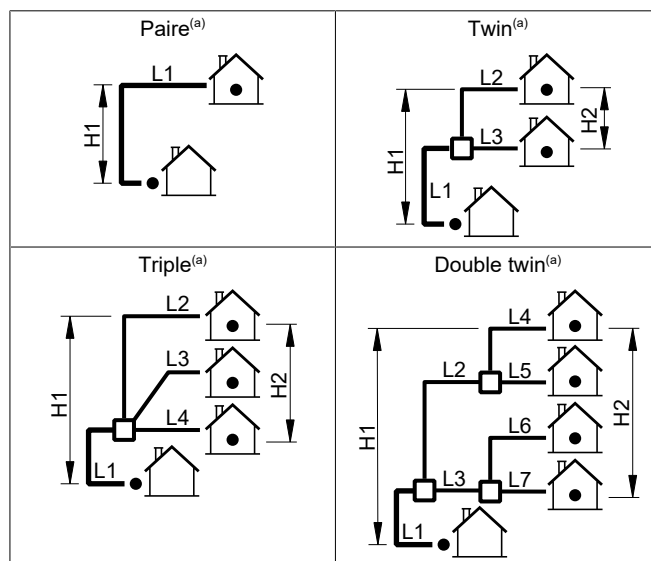 Paire(a)
L1
H1
Twin(a)
L2
H2
H1
L3
L1
Triple(a)
L2
L3
H1
H2
L4
L1
Double twin(a)
L4
L2
L5
H1
H2
L6
L3
L7
L1